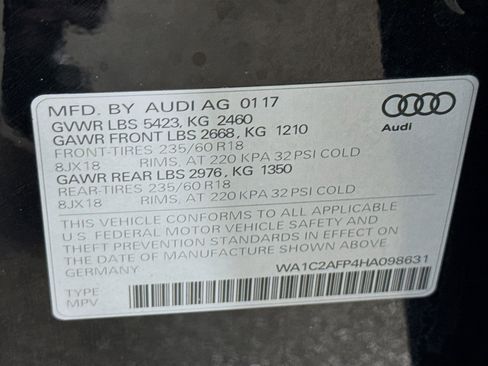 MFD. BY AUDI AG 01 17
GVWR LBS 5423, KG 2460
GAWR FRONT LBS 2668, KG 1210
FRONT-TIRES 235/60 R18
8JX18 RIMS, AT 220 KPA 32 PSI COLD
GAWR REAR LBS 2976, KG 1350
REAR-TIRES 235/60 R18
8JX18 RIMS, AT 220 KPA 32 PSI COLD
THIS VEHICLE CONFORMS TO ALL APPLICABLE
U.S. FEDERAL MOTOR VEHICLE SAFETY AND
THEFT PREVENTION STANDARDS IN EFFECT ON
THE DATE OF MANUFACTURE SHOWN ABOVE.
GERMANY WA1C2AFP4HA098631
TYPE
MPV
Audi